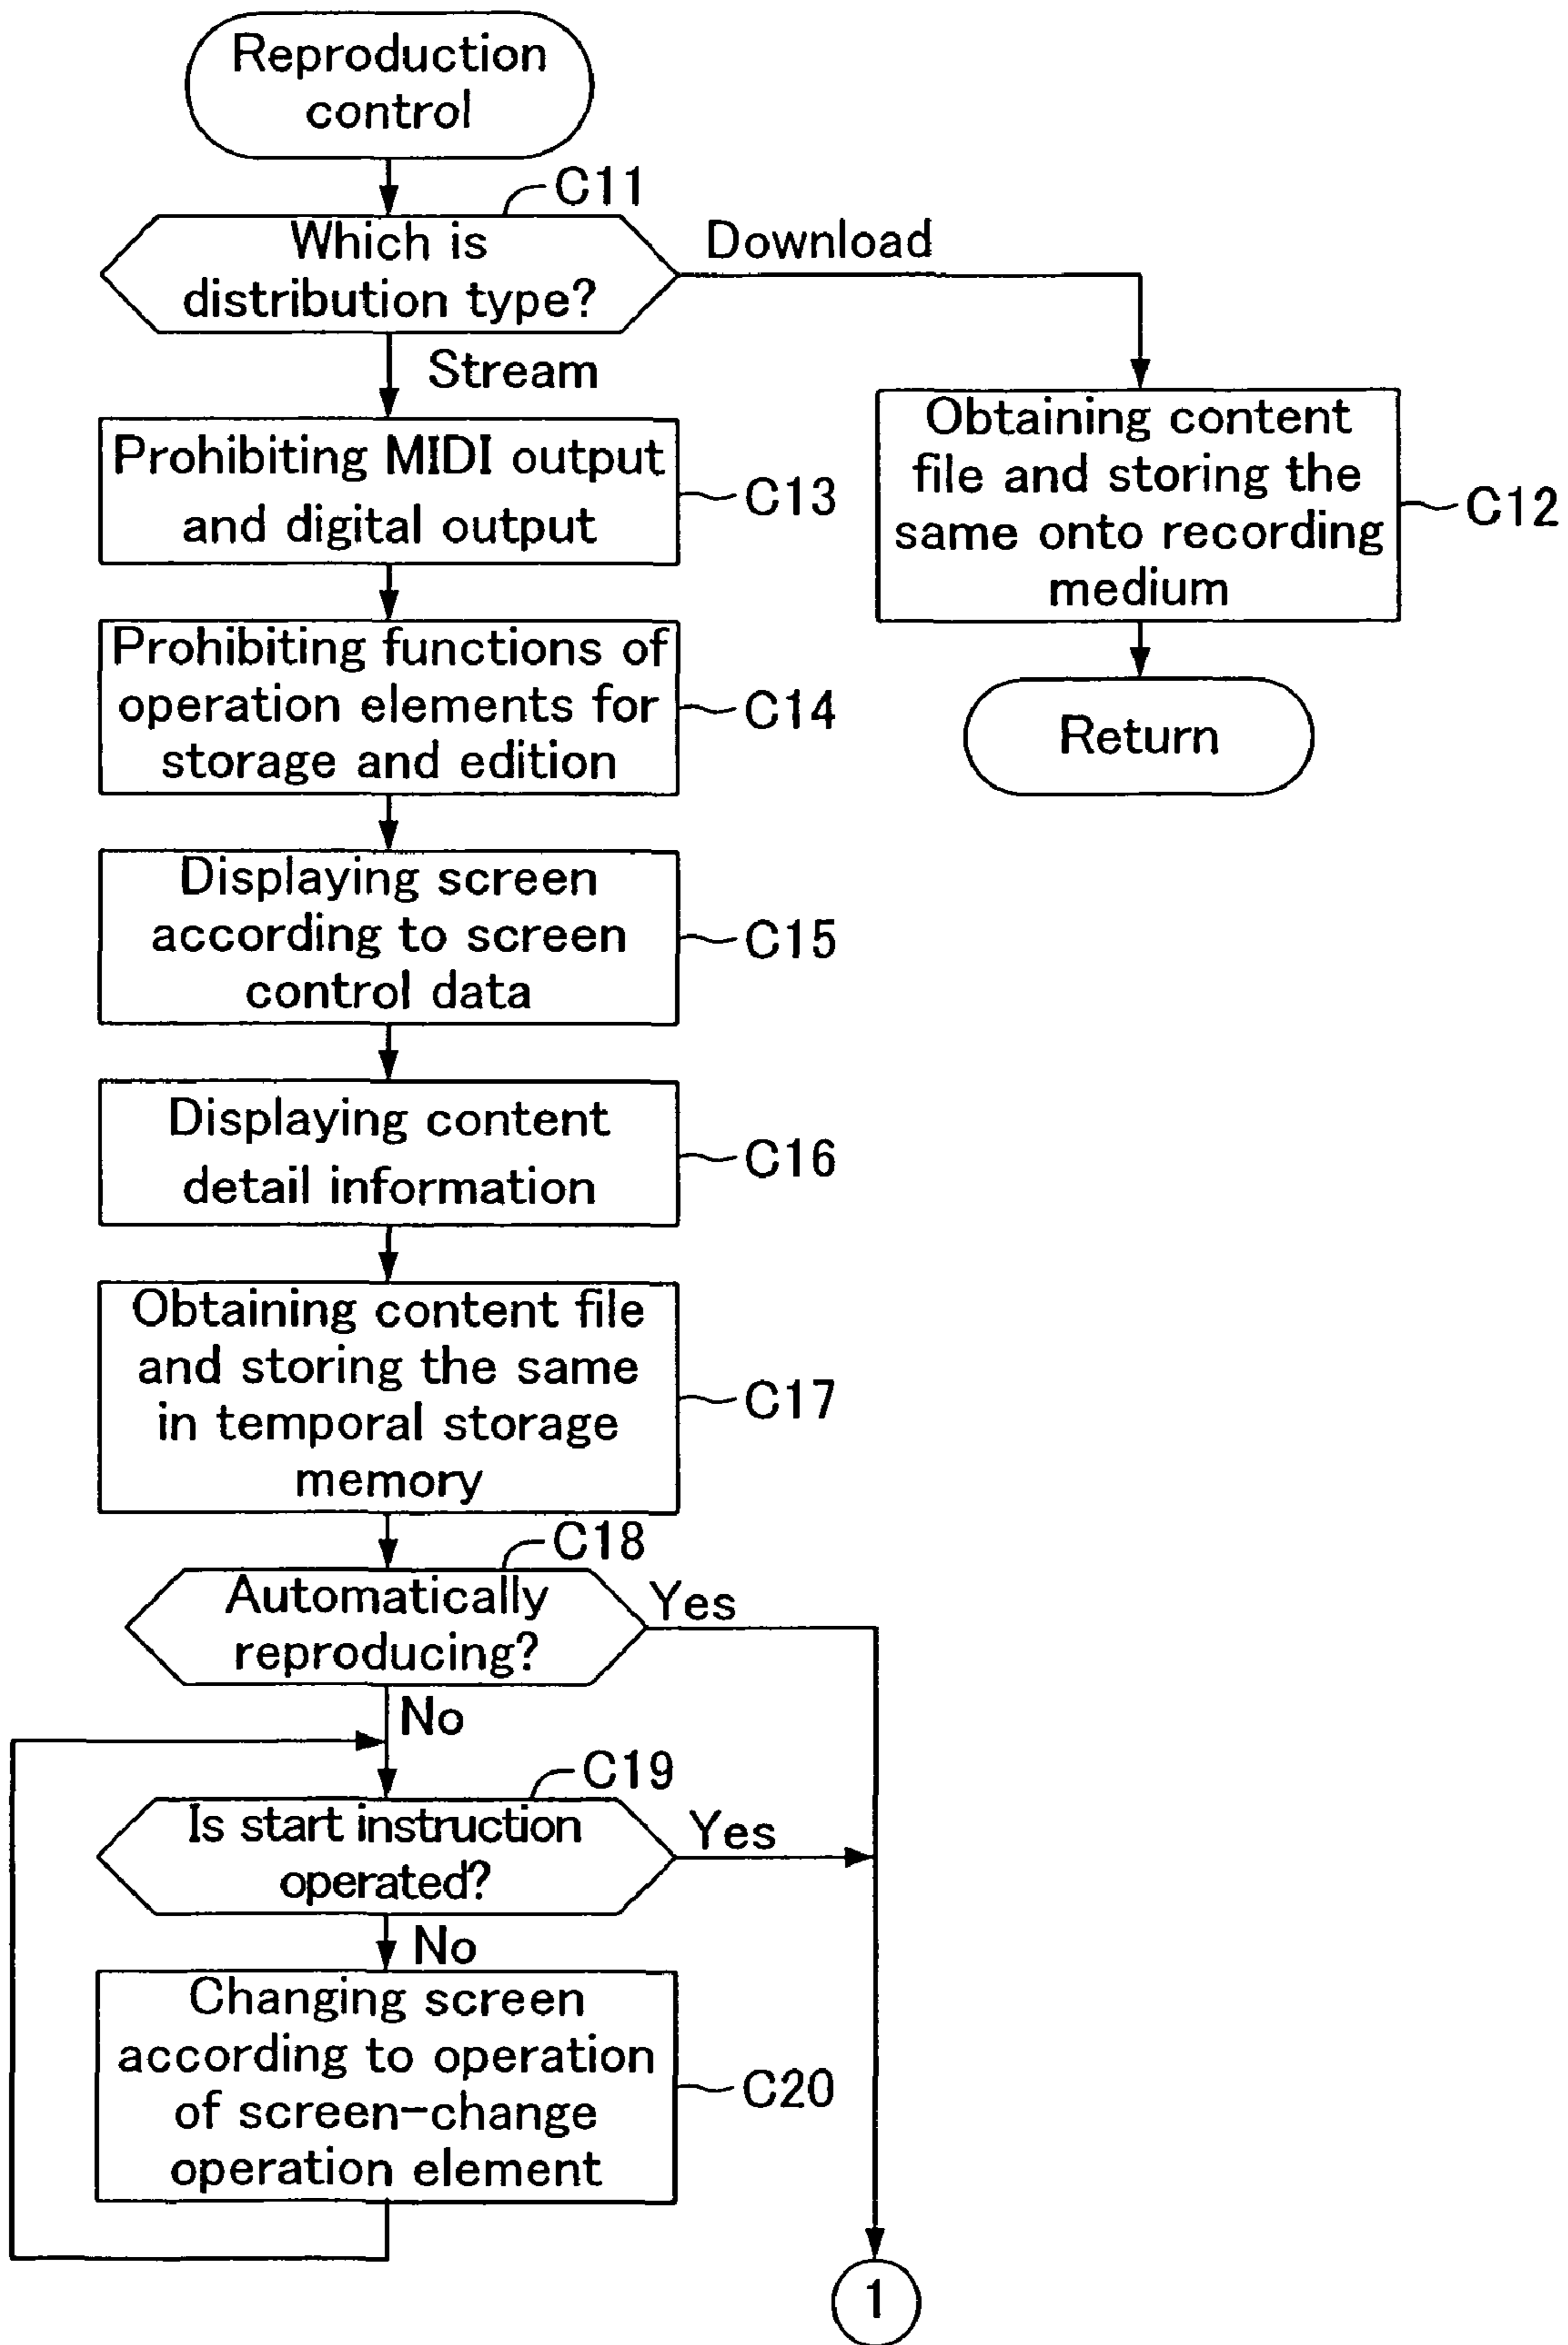 Reproduction
control
C11
Which is
distribution type?
Download
Stream
Prohibiting MIDI output
and digital output
C13
Obtaining content
file and storing the
same onto recording
medium
C12
Prohibiting functions of
operation elements for
storage and edition
C14
Return
Displaying screen
according to screen
control data
C15
Displaying content
detail information
C16
Obtaining content file
and storing the same
in temporal storage
memory
C17
C18
Automatically
reproducing?
Yes
No
C19
Is start instruction
operated?
Yes
No
Changing screen
according to operation
of screen-change
operation element
C20
1